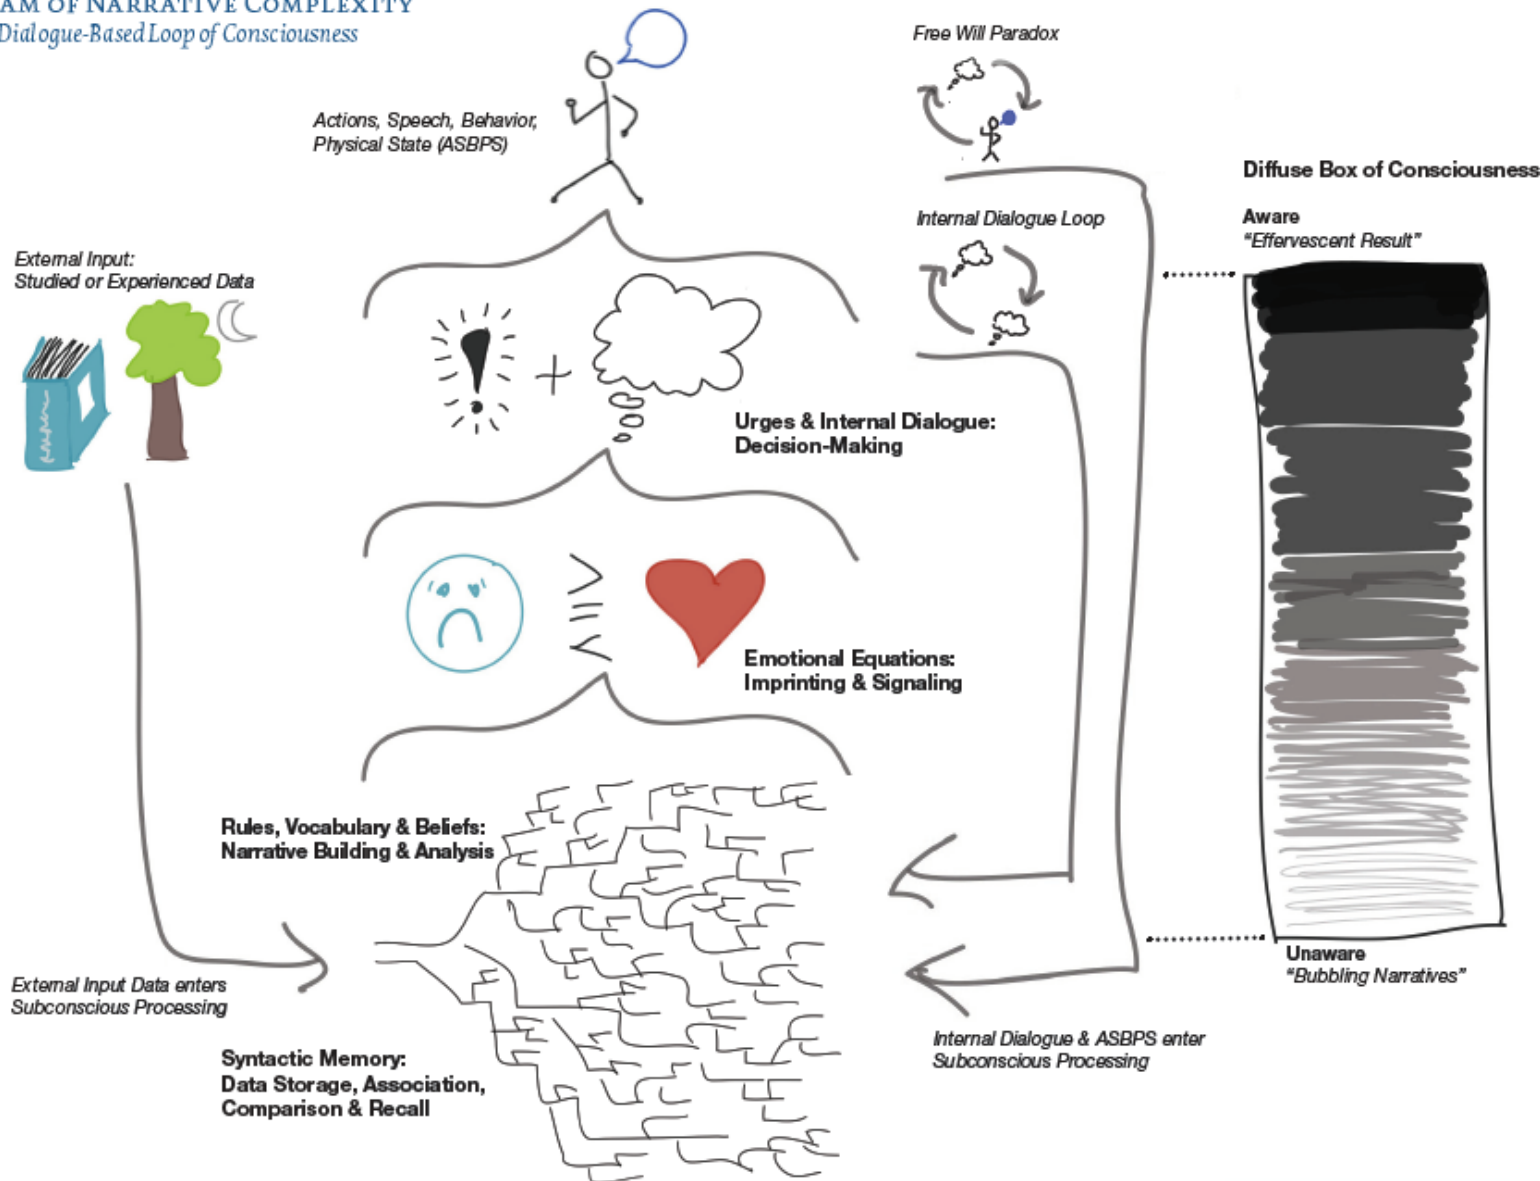 AM OF NARRATIVE COMPLEXITY
Dialogue-Based Loop of Consciousness
Free Will Paradox
Actions, Speech, Behavior,
Physical State (ASBPS)
Diffuse Box of Consciousness
Aware
“Effervescent Result”
Internal Dialogue Loop
External Input:
Studied or Experienced Data
Urges & Internal Dialogue:
Decision-Making
Emotional Equations:
Imprinting & Signaling
Rules, Vocabulary & Beliefs:
Narrative Building & Analysis
External Input Data enters
Subconscious Processing
Unaware
“Bubbling Narratives”
Internal Dialogue & ASBPS enter
Subconscious Processing
Syntactic Memory:
Data Storage, Association,
Comparison & Recall